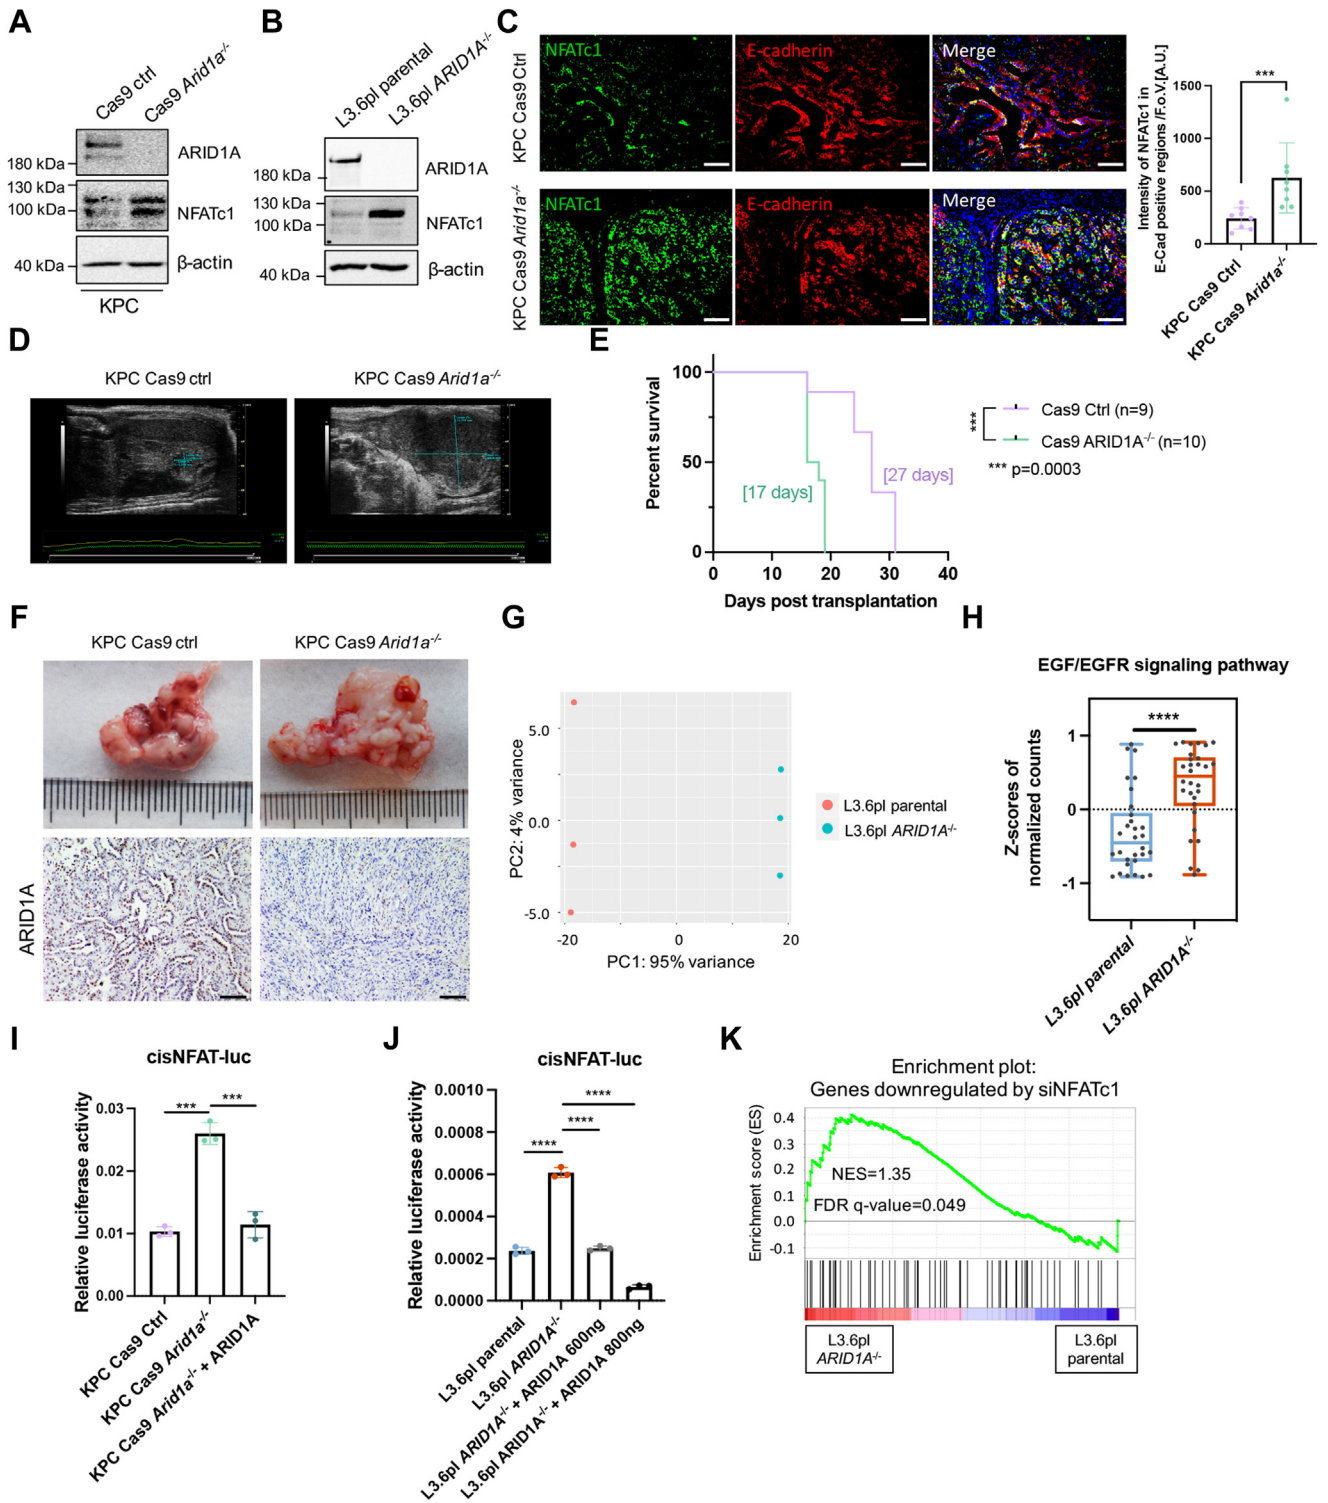 A
Cas9 ctrl
Cas9 Arid1a-/-
180 kDa
ARID1A
130 kDa
100 kDa
NFATc1
40 kDa
β-actin
KPC
B
L3.6pl parental
L3.6pl ARID1A-/-
180 kDa
ARID1A
130 kDa
100 kDa
NFATc1
40 kDa
β-actin
C
KPC Cas9 Ctrl
NFATc1
E-cadherin
Merge
KPC Cas9 Arid1a-/-
NFATc1
E-cadherin
Merge
Intensity of NFATc1 in
E-Cad positive regions /F.o.V.[A.U.]
1500
1000
500
0
***
KPC Cas9 Ctrl
KPC Cas9 Arid1a-/-
D
KPC Cas9 ctrl
KPC Cas9 Arid1a-/-
E
Percent survival
100
50
0
0 10 20 30 40
Days post transplantation
[17 days]
[27 days]
***
Cas9 Ctrl (n=9)
Cas9 ARID1A-/- (n=10)
*** p=0.0003
F
KPC Cas9 ctrl
KPC Cas9 Arid1a-/-
ARID1A
G
PC2: 4% variance
5.0
0.0
-5.0
-20 0 20
PC1: 95% variance
L3.6pl parental
L3.6pl ARID1A-/-
H
EGF/EGFR signaling pathway
Z-scores of
normalized counts
1
0
-1
****
L3.6pl parental
L3.6pl ARID1A-/-
I
cisNFAT-luc
Relative luciferase activity
0.03
0.02
0.01
0.00
*** ***
KPC Cas9 Ctrl
KPC Cas9 Arid1a-/-
KPC Cas9 Arid1a-/- + ARID1A
J
cisNFAT-luc
Relative luciferase activity
0.0010
0.0008
0.0006
0.0004
0.0002
0.0000
****
****
****
L3.6pl parental
L3.6pl ARID1A-/-
L3.6pl ARID1A-/- + ARID1A 600ng
L3.6pl ARID1A-/- + ARID1A 800ng
K
Enrichment plot:
Genes downregulated by siNFATc1
Enrichment score (ES)
0.4
0.3
0.2
0.1
0.0
-0.1
NES=1.35
FDR q-value=0.049
L3.6pl
ARID1A-/-
L3.6pl
parental